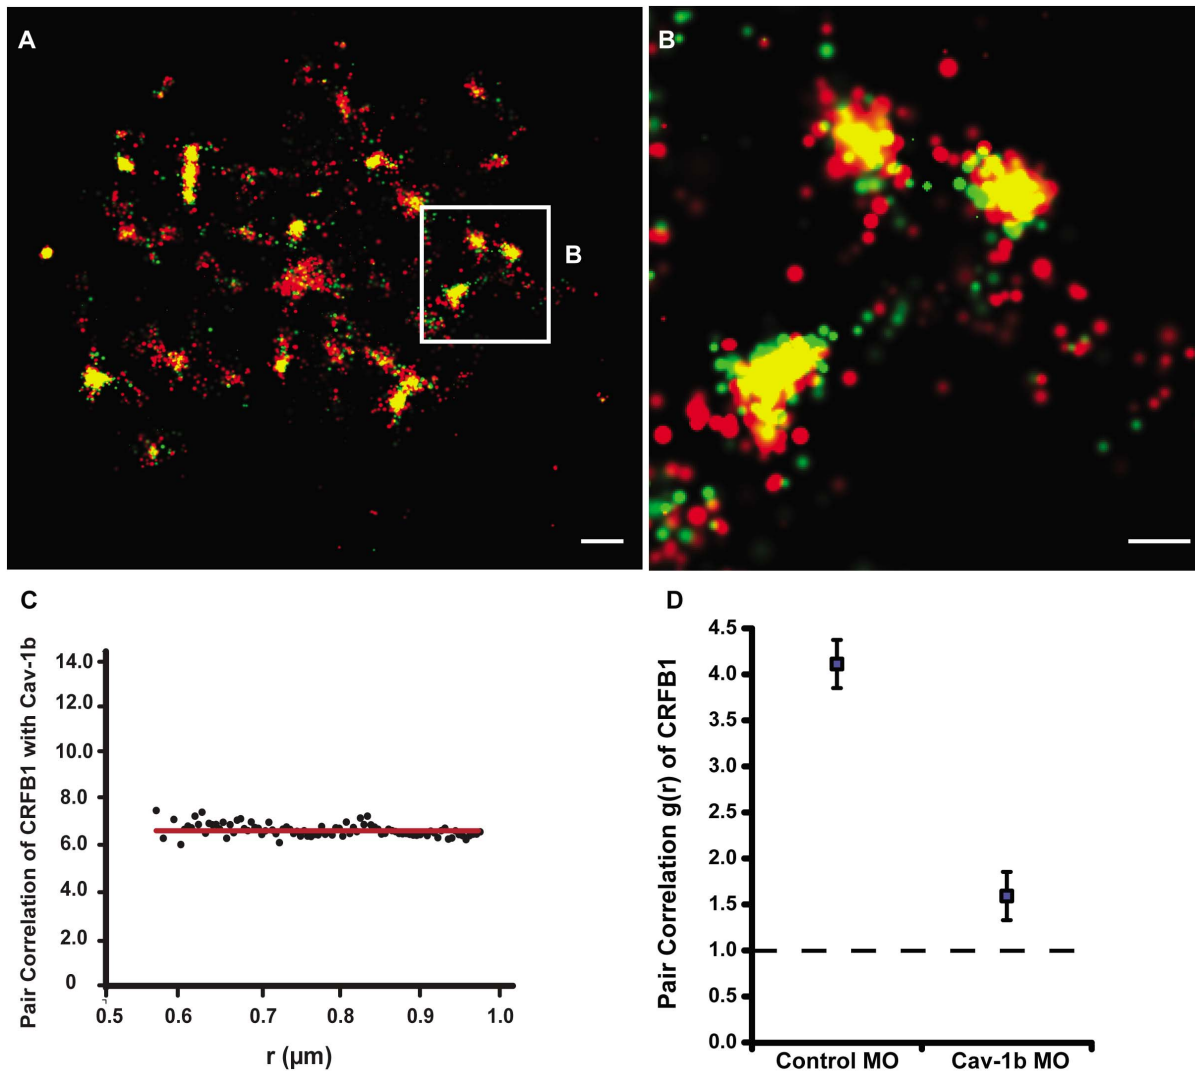 A
B
B
C
D
Pair Correlation of CRFB1 with Cav-1b
14.0
12.0
10.0
8.0
6.0
4.0
2.0
0
0.5 0.6 0.7 0.8 0.9 1.0
r (µm)
Pair Correlation g(r) of CRFB1
4.5
4.0
3.5
3.0
2.5
2.0
1.5
1.0
0.5
0.0
Control MO Cav-1b MO